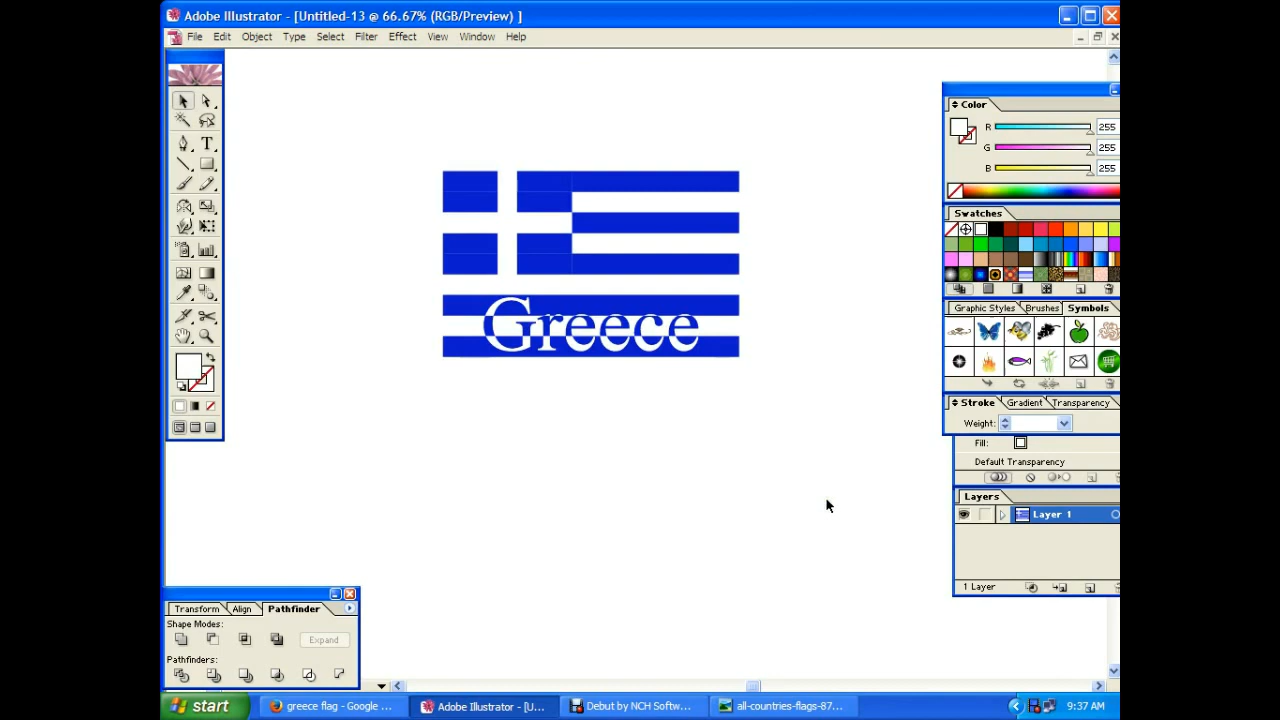 Adobe Illustrator - [Untitled-13 @ 66.67% (RGB/Preview) ]
File Edit Object Type Select Filter Effect View Window Help
Color
R 255
G 255
B 255
Swatches
Graphic Styles Brushes Symbols
Stroke Gradient Transparency
Weight:
Fill:
Default Transparency
Layers
Layer 1
1 Layer
Greece
Transform Align Pathfinder
Shape Modes:
Expand
Pathfinders:
start greece flag - Google ... Adobe Illustrator - [U... Debut by NCH Softw... all-countries-flags-87... 9:37 AM